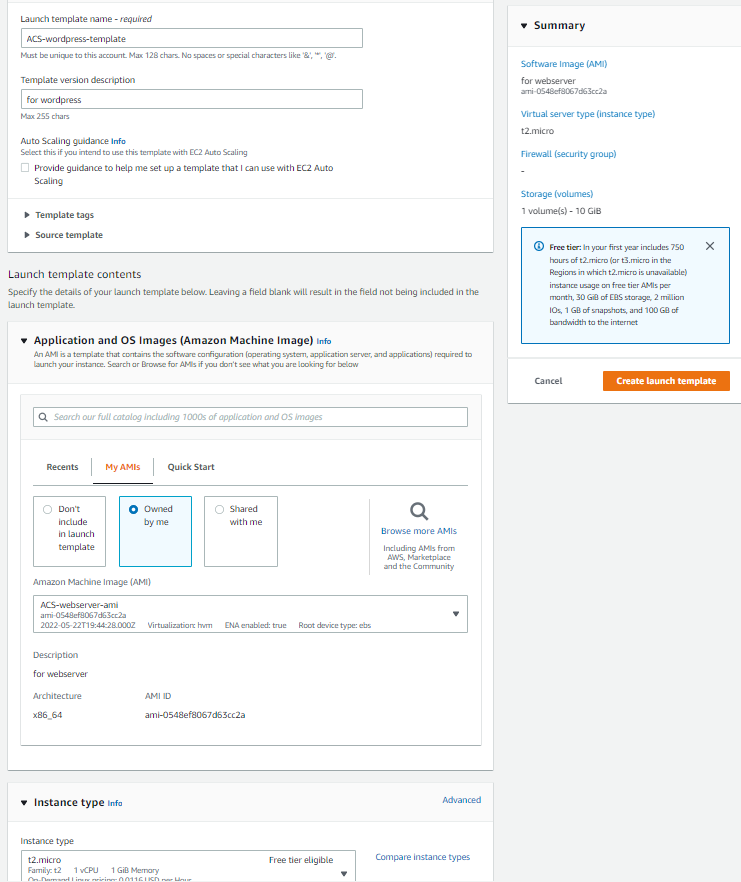 Launch template name - required
ACS-wordpress-template
Must be unique to this account. Max 128 chars. No spaces or special characters like '&', '*', '@'.
Template version description
for wordpress
Max 255 chars
Auto Scaling guidance Info
Select this if you intend to use this template with EC2 Auto Scaling
Provide guidance to help me set up a template that I can use with EC2 Auto
Scaling
Template tags
Source template
Launch template contents
Specify the details of your launch template below. Leaving a field blank will result in the field not being included in the
launch template.
Application and OS Images (Amazon Machine Image) Info
An AMI is a template that contains the software configuration (operating system, application server, and applications) required to
launch your instance. Search or Browse for AMIs if you don't see what you are looking for below
Search our full catalog including 1000s of application and OS images
Recents
My AMIs
Quick Start
Don't
include
in launch
template
Owned
by me
Shared
with me
Browse more AMIs
Including AMIs from
AWS, Marketplace
and the Community
Amazon Machine Image (AMI)
ACS-webserver-ami
ami-0548ef8067d63cc2a
2022-05-22T19:44:28.000Z Virtualization: hvm ENA enabled: true Root device type: ebs
Description
for webserver
Architecture AMI ID
x86_64 ami-0548ef8067d63cc2a
Instance type Info
Advanced
Instance type
t2.micro Free tier eligible
Family: t2 1 vCPU 1 GiB Memory
On-Demand Linux pricing: 0.0116 USD per Hour
Compare instance types
Summary
Software Image (AMI)
for webserver
ami-0548ef8067d63cc2a
Virtual server type (instance type)
t2.micro
Firewall (security group)
-
Storage (volumes)
1 volume(s) - 10 GiB
Free tier: In your first year includes 750
hours of t2.micro (or t3.micro in the
Regions in which t2.micro is unavailable)
instance usage on free tier AMIs per
month, 30 GiB of EBS storage, 2 million
IOs, 1 GB of snapshots, and 100 GB of
bandwidth to the internet
Cancel
Create launch template